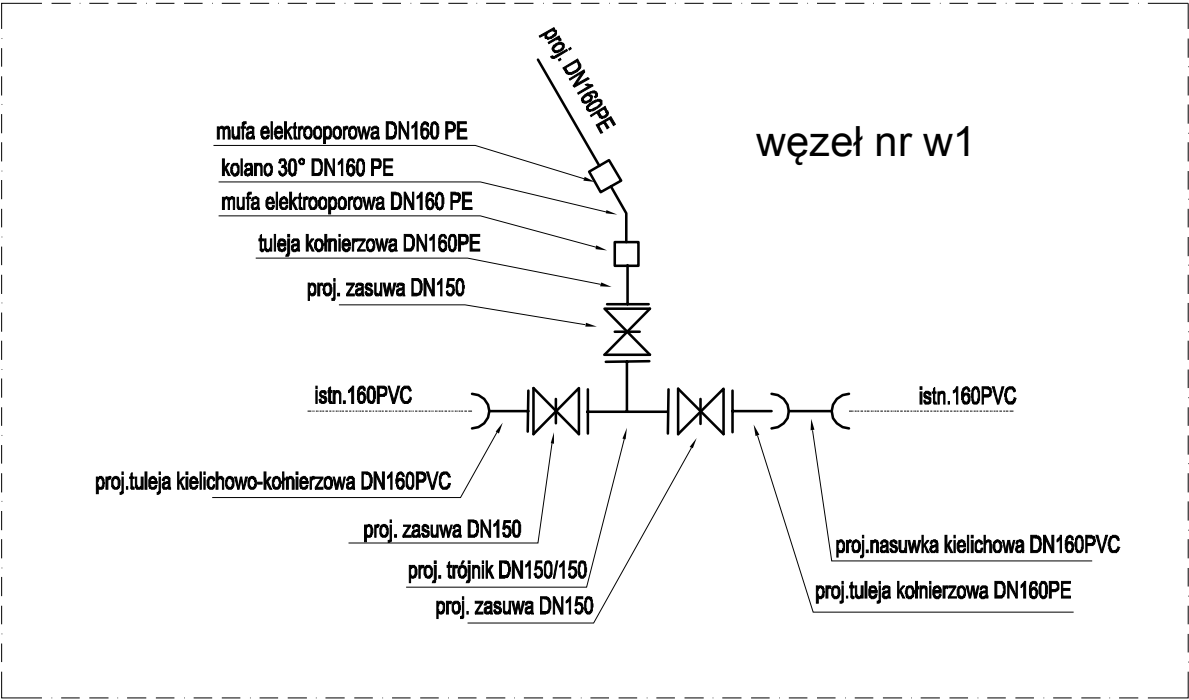 proj. DN160PE
węzeł nr w1
mufa elektrooporowa DN160 PE
kolano 30° DN160 PE
mufa elektrooporowa DN160 PE
tuleja kołnierzowa DN160PE
proj. zasuwa DN150
istn.160PVC
istn.160PVC
proj.tuleja kielichowo-kołnierzowa DN160PVC
proj. zasuwa DN150
proj. trójnik DN150/150
proj. zasuwa DN150
proj.nasuwka kielichowa DN160PVC
proj.tuleja kołnierzowa DN160PE